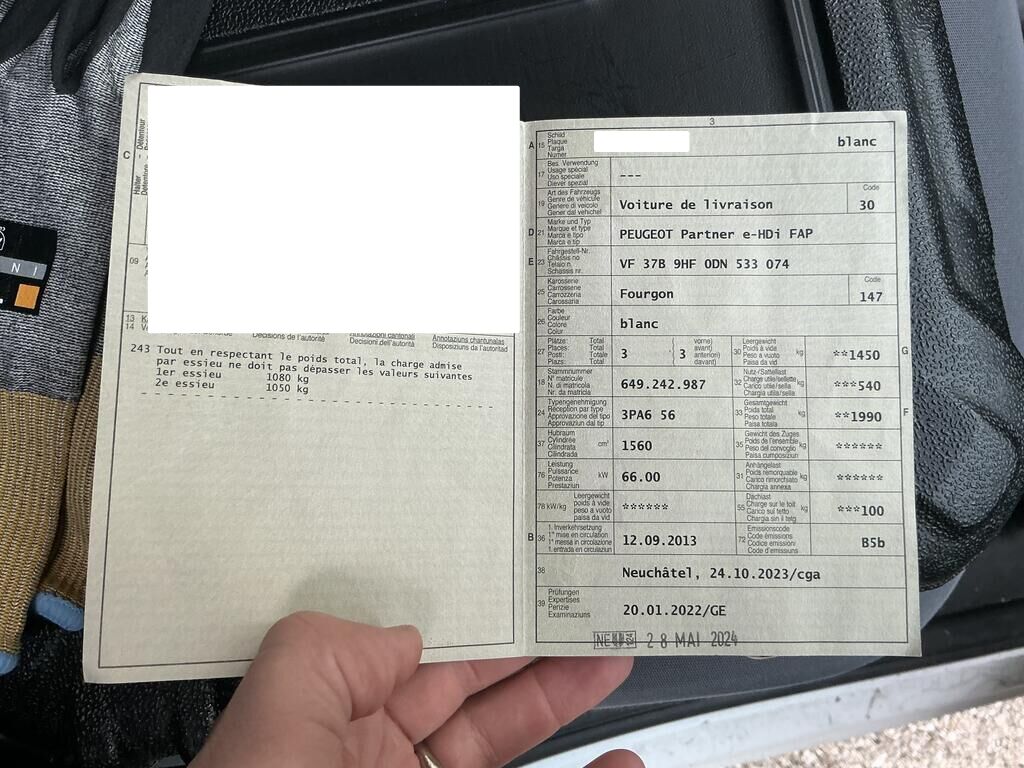 C
Halter
Détenteur
09
13
14
Décisions de l'autorité
Annotazioni cantonali
Decisioni dell'autorità
Annotaziuns chantunalas
Disposiziuns da l'autoritad
243 Tout en respectant le poids total, la charge admise
par essieu ne doit pas dépasser les valeurs suivantes
1er essieu 1080 kg
2e essieu 1050 kg
3
A 15 Schild
Plaque
Targa
Numer
blanc
17 Bes. Verwendung
Usage spécial
Uso speciale
Diever spezial
---
19 Art des Fahrzeugs
Genre de véhicule
Genere di veicolo
Gener dal vehichel
Voiture de livraison
Code
30
D 21 Marke und Typ
Marque et type
Marca e tipo
Marca e tip
PEUGEOT Partner e-HDi FAP
E 23 Fahrgestell-Nr.
Châssis no
Telaio n.
Schassis nr.
VF 37B 9HF 0DN 533 074
25 Karosserie
Carrosserie
Carrozzeria
Carossaria
Fourgon
Code
147
26 Farbe
Couleur
Colore
Colur
blanc
27 Plätze: Total
Places: Total
Posti: Totale
Plazs: Total
3
( 3
vorne)
avant)
anteriori)
davant)
30 Leergewicht
Poids à vide
Peso a vuoto
Paisa da vid
kg
**1450
G
18 Stammnummer
N° matricule
N. di matricola
Nr. da matricla
649.242.987
32 Nutz-/Sattellast
Charge utile/sellette
Carico utile/sella
Chargia utila/sella
kg
***540
24 Typengenehmigung
Réception par type
Approvazione del tipo
Approvaziun dal tip
3PA6 56
33 Gesamtgewicht
Poids total
Peso totale
Paisa totala
kg
**1990
F
37 Hubraum
Cylindrée
Cilindrata
Cilindrada
cm³
1560
35 Gewicht des Zuges
Poids de l'ensemble
Peso del convoglio
Paisa cumposiziun
kg
******
76 Leistung
Puissance
Potenza
Prestaziun
kW
66.00
31 Anhängelast
Poids remorquable
Carico rimorchiato
Chargia annexa
kg
******
78 kW/kg
Leergewicht
poids à vide
peso a vuoto
paisa da vid
******
55 Dachlast
Charge sur le toit
Carico sul tetto
Chargia sin il tetg
kg
***100
B 36 1. Inverkehrsetzung
1re mise en circulation
1a messa in circolazione
1. entrada en circulaziun
12.09.2013
72 Emissionscode
Code émissions
Codice emissioni
Code d'emissiuns
B5b
38
Neuchâtel, 24.10.2023/cga
39 Prüfungen
Expertises
Perizie
Examinaziuns
20.01.2022/GE
28 MAI 2024